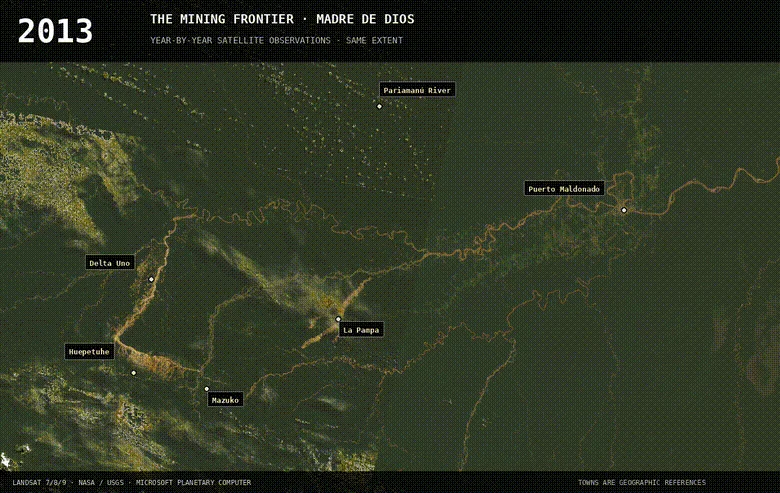 2013
THE MINING FRONTIER · MADRE DE DIOS
YEAR-BY-YEAR SATELLITE OBSERVATIONS · SAME EXTENT
Pariamanú River
Puerto Maldonado
Delta Uno
La Pampa
Huepetuhe
Mazuko
LANDSAT 7/8/9 · NASA / USGS · MICROSOFT PLANETARY COMPUTER
TOWNS ARE GEOGRAPHIC REFERENCES